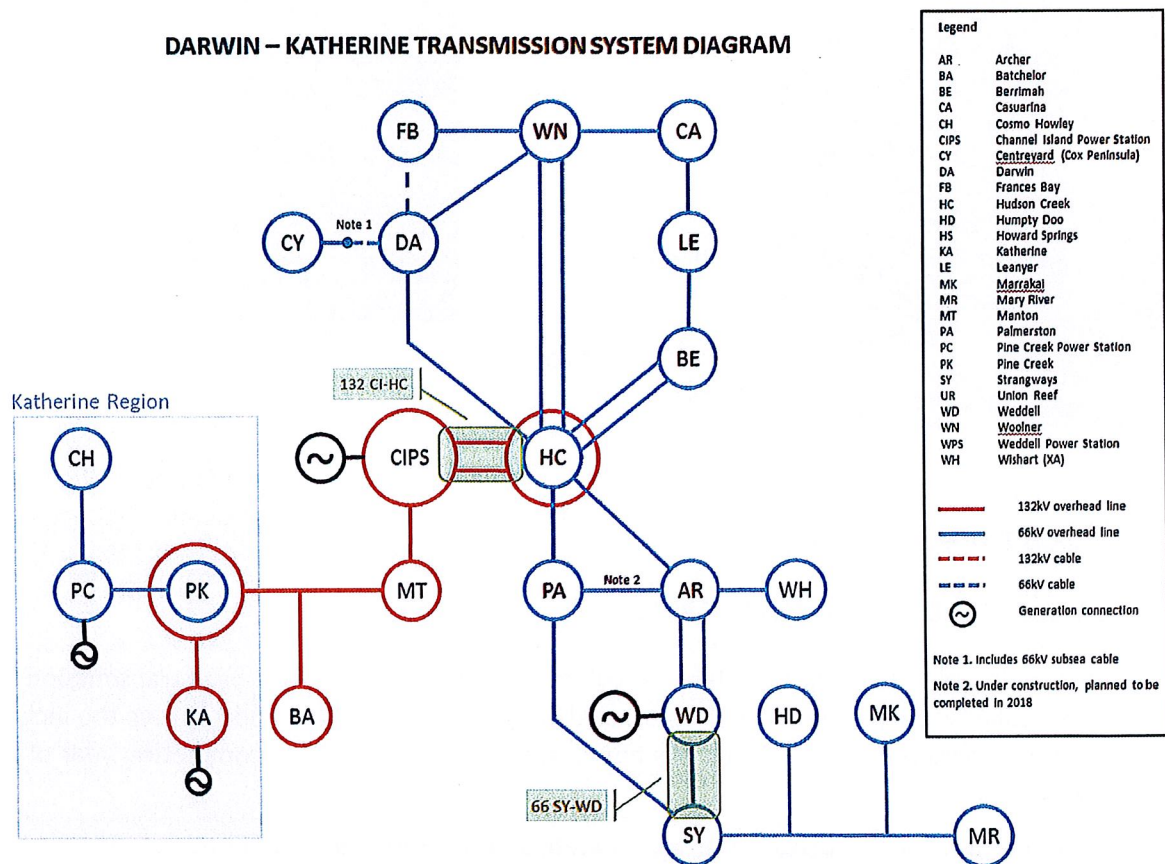 DARWIN – KATHERINE TRANSMISSION SYSTEM DIAGRAM
FB
WN
CA
CY
Note 1
DA
LE
BE
132 CI-HC
Katherine Region
CH
CIPS
HC
PC
PK
MT
PA
Note 2
AR
WH
KA
BA
WD
HD
MK
66 SY-WD
SY
MR
Legend
AR Archer
BA Batchelor
BE Berrimah
CA Casuarina
CH Cosmo Howley
CIPS Channel Island Power Station
CY Centreyard (Cox Peninsula)
DA Darwin
FB Frances Bay
HC Hudson Creek
HD Humpty Doo
HS Howard Springs
KA Katherine
LE Leanyer
MK Marrakai
MR Mary River
MT Manton
PA Palmerston
PC Pine Creek Power Station
PK Pine Creek
SY Strangways
UR Union Reef
WD Weddell
WN Woolner
WPS Weddell Power Station
WH Wishart (XA)
132kV overhead line
66kV overhead line
132kV cable
66kV cable
Generation connection
Note 1. Includes 66kV subsea cable
Note 2. Under construction, planned to be
completed in 2018